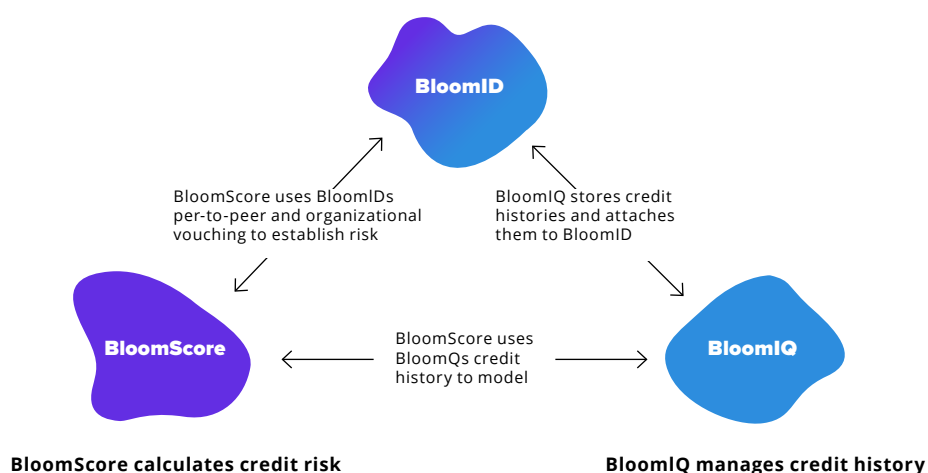 BloomID
BloomScore uses BloomIDs
per-to-peer and organizational
vouching to establish risk
BloomIQ stores credit
histories and attaches
them to BloomID
BloomScore
BloomScore uses
BloomQs credit
history to model
BloomIQ
BloomScore calculates credit risk
BloomIQ manages credit history